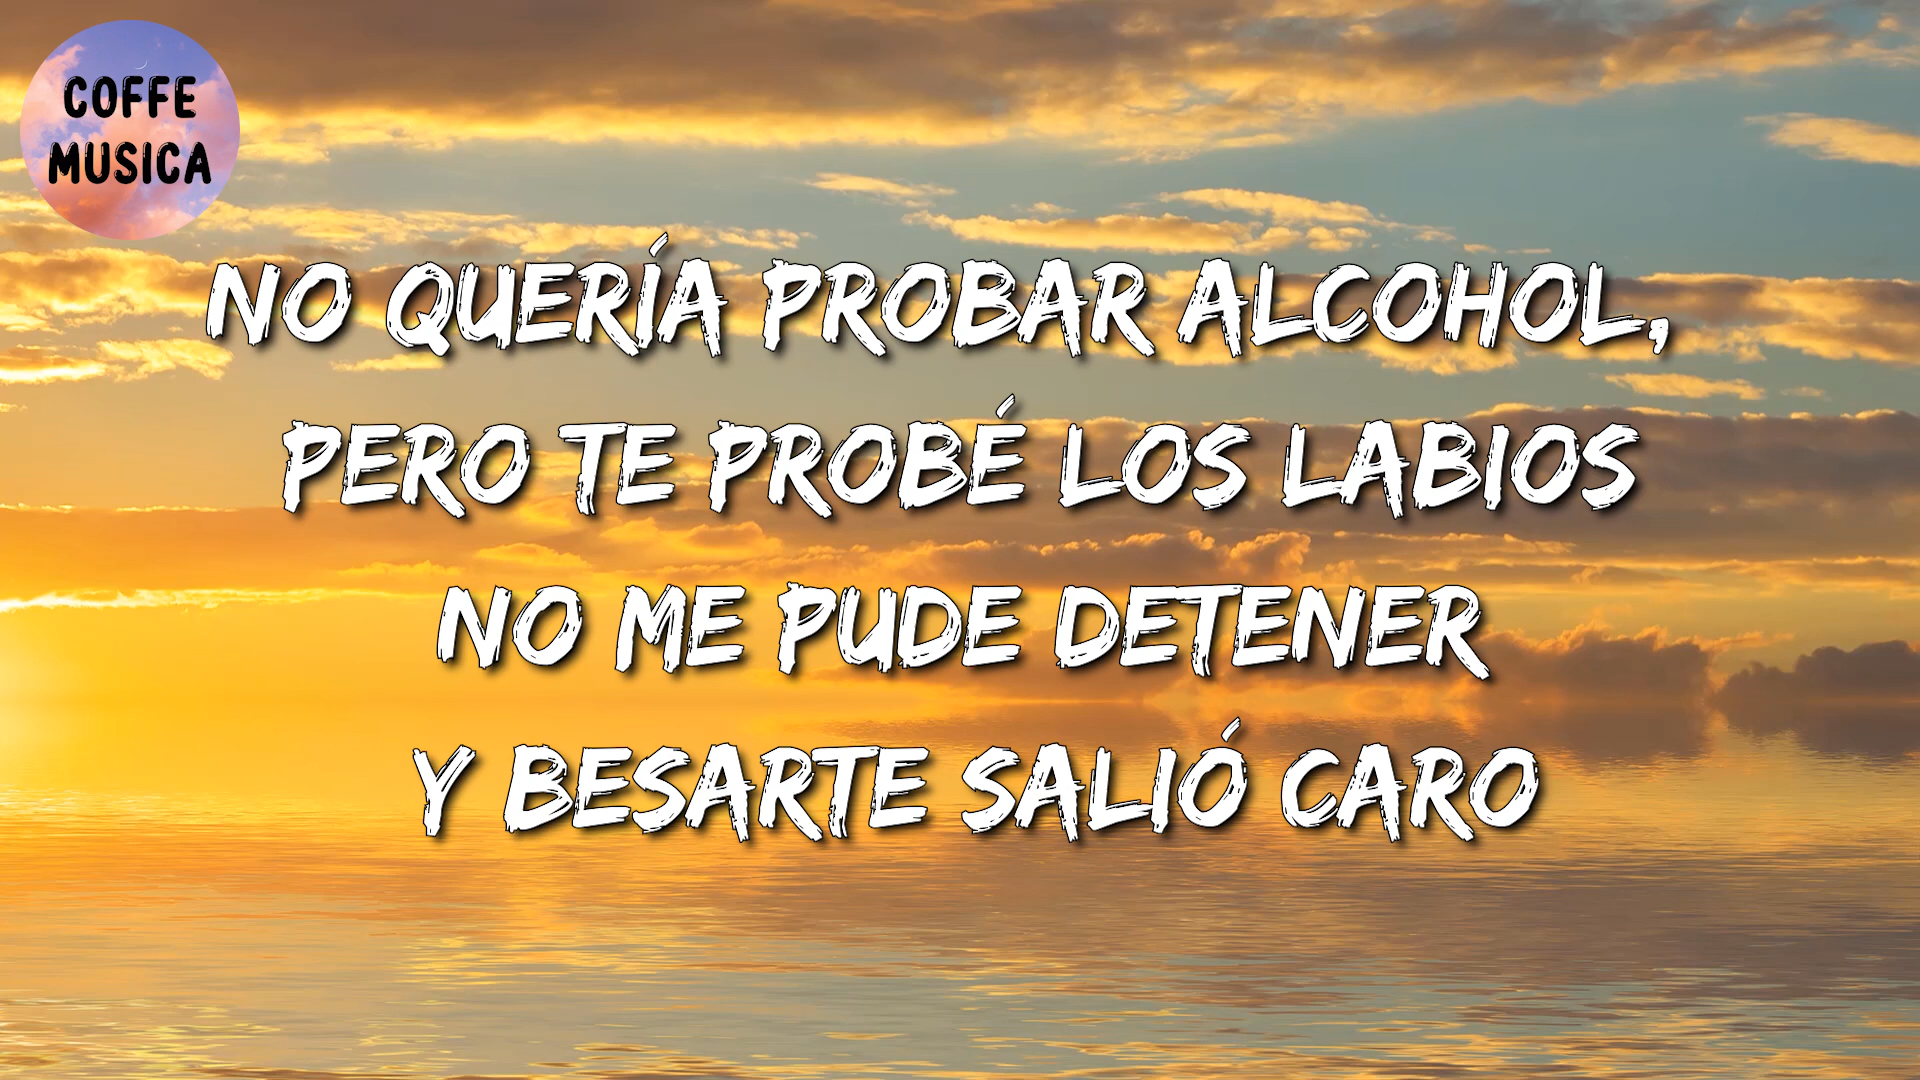 COFFE
MUSICA
NO QUERÍA PROBAR ALCOHOL,
PERO TE PROBÉ LOS LABIOS
NO ME PUDE DETENER
Y BESARTE SALIÓ CARO